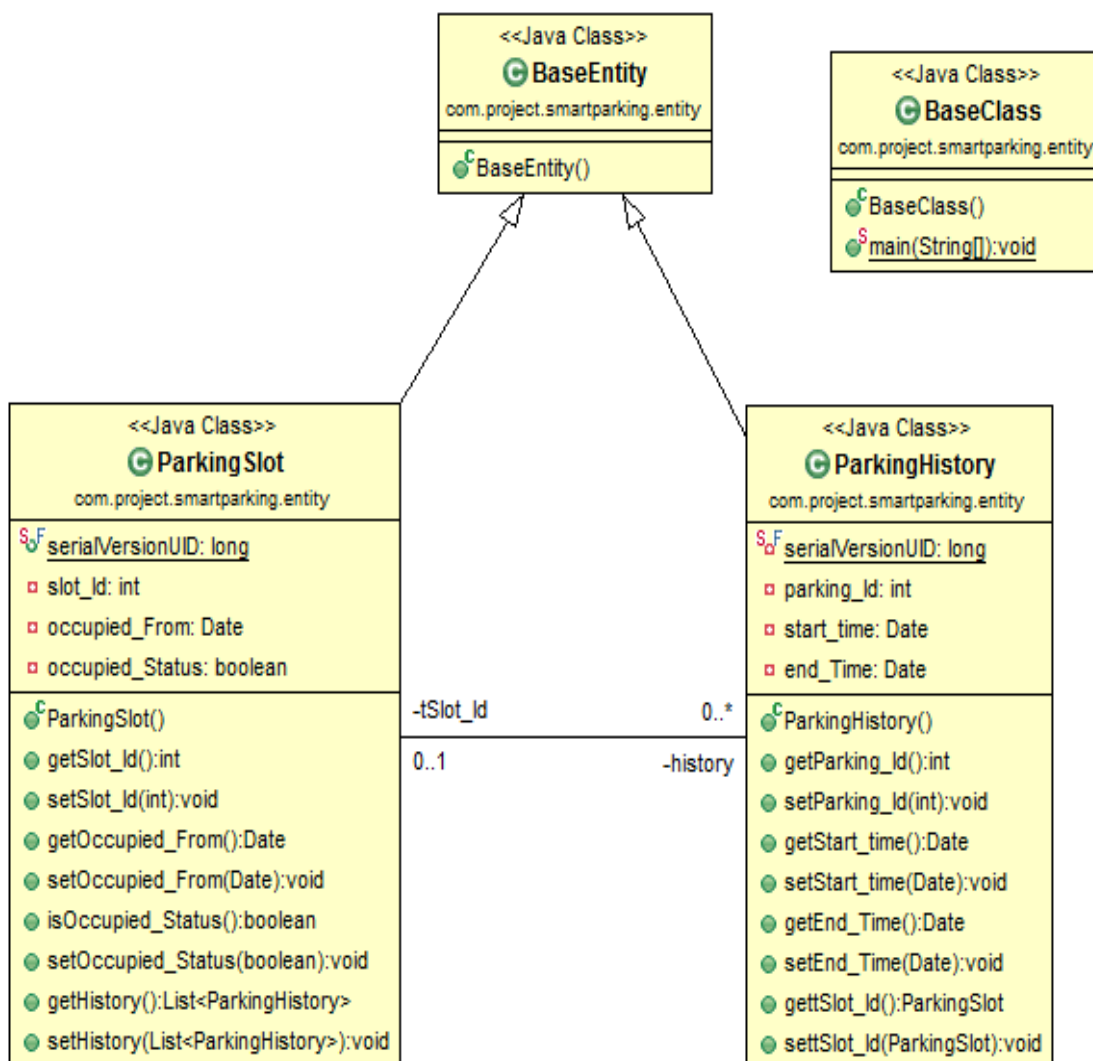 <<Java Class>>
BaseEntity
com.project.smartparking.entity
BaseEntity()
<<Java Class>>
BaseClass
com.project.smartparking.entity
BaseClass()
main(String[]):void
<<Java Class>>
ParkingSlot
com.project.smartparking.entity
serialVersionUID: long
slot_Id: int
occupied_From: Date
occupied_Status: boolean
ParkingSlot()
getSlot_Id():int
setSlot_Id(int):void
getOccupied_From():Date
setOccupied_From(Date):void
isOccupied_Status():boolean
setOccupied_Status(boolean):void
getHistory():List<ParkingHistory>
setHistory(List<ParkingHistory>):void
-tSlot_Id
0..*
0..1
-history
<<Java Class>>
ParkingHistory
com.project.smartparking.entity
serialVersionUID: long
parking_Id: int
start_time: Date
end_Time: Date
ParkingHistory()
getParking_Id():int
setParking_Id(int):void
getStart_time():Date
setStart_time(Date):void
getEnd_Time():Date
setEnd_Time(Date):void
gettSlot_Id():ParkingSlot
settSlot_Id(ParkingSlot):void